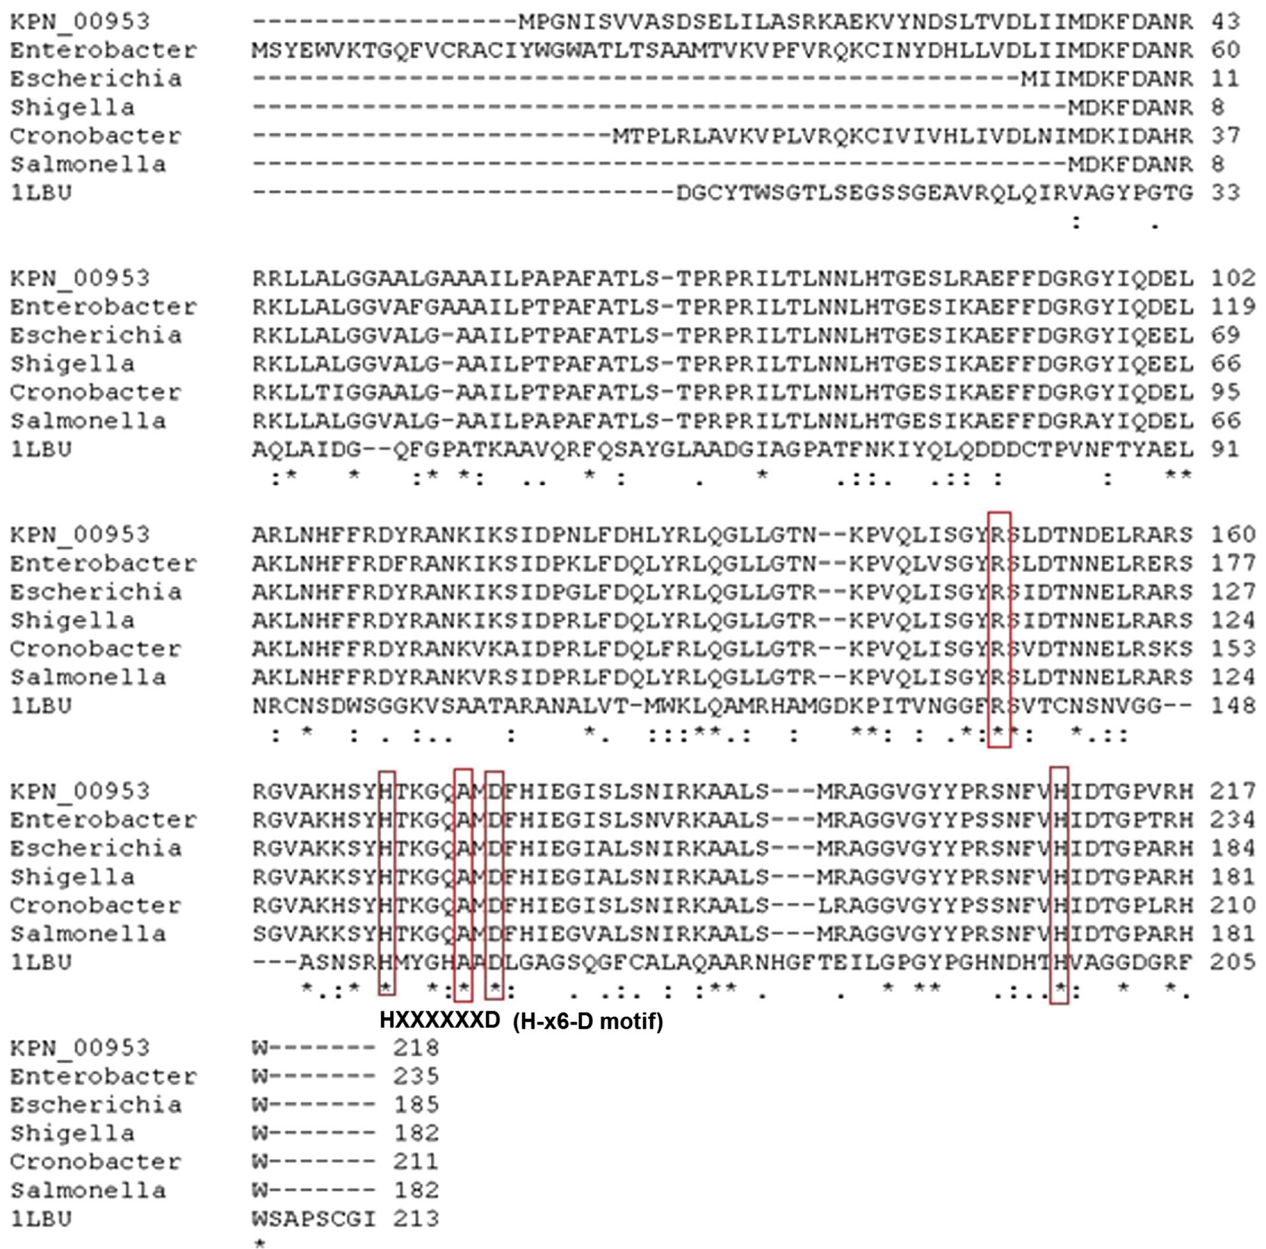 KPN_00953 -----------------MPGNISVVASDSELILASRKAEKVYNDSLTVDLIIMDKFDANR 43
Enterobacter MSYEWVKTGQFVCRACIYWGWATLTSAAMTVKVPFVRQKCINYDHLLVDLIIMDKFDANR 60
Escherichia -------------------------------------------------MIIMDKFDANR 11
Shigella ----------------------------------------------------MDKFDANR 8
Cronobacter -----------------------MTPLRLAVKVPLVRQKCIVIVHLIVDLNIMDKIDAHR 37
Salmonella ----------------------------------------------------MDKFDANR 8
1LBU ---------------------------DGCYTWSGTLSEGSSGEAVRQLQIRVAGYPGTG 33
: .
KPN_00953 RRLLALGGAALGAAAILPAPAFATLS-TPRPRILTLNNLHTGESLRAEFFDGRGYIQDEL 102
Enterobacter RKLLALGGVAFGAAAILPTPAFATLS-TPRPRILTLNNLHTGESIKAEFFDGRGYIQDEL 119
Escherichia RKLLALGGVALG-AAILPTPAFATLS-TPRPRILTLNNLHTGESIKAEFFDGRGYIQEEL 69
Shigella RKLLALGGVALG-AAILPTPAFATLS-TPRPRILTLNNLHTGESIKAEFFDGRGYIQEEL 66
Cronobacter RKLLTIGGAALG-AAILPTPAFATLS-TPRPRILTLNNLHTGESIKAEFFDGRGYIQDEL 95
Salmonella RKLLALGGVALG-AAILPAPAFATLS-TPRPRILTLNNLHTGESIKAEFFDGRAYIQDEL 66
1LBU AQLAIDG--QFGPATKAAVQRFQSAYGLAADGIAGPATFNKIYQLQDDDCTPVNFTYAEL 91
:* * :* *: .. * : . * .::. .:: : : **
KPN_00953 ARLNHFFRDYRANKIKSIDPNLFDHLYRLQGLLGTN--KPVQLISGYRSLDTNDELRARS 160
Enterobacter AKLNHFFRDFRANKIKSIDPKLFDQLYRLQGLLGTN--KPVQLVSGYRSLDTNNELRERS 177
Escherichia AKLNHFFRDYRANKIKSIDPGLFDQLYRLQGLLGTR--KPVQLISGYRSIDTNNELRARS 127
Shigella AKLNHFFRDYRANKIKSIDPRLFDQLYRLQGLLGTR--KPVQLISGYRSIDTNNELRARS 124
Cronobacter AKLNHFFRDYRANKVKAIDPRLFDQLFRLQGLLGTR--KPVQLISGYRSVDTNNELRSKS 153
Salmonella AKLNHFFRDYRANKVRSIDPRLFDQLYRLQGLLGTR--KPVQLISGYRSLDTNNELRARS 124
1LBU NRCNSDWSGGKVSAATARANALVT-MWKLQAMRHAMGDKPITVNGGFRSVTCNSNVGG-- 148
: * : . :.. : *. :::**.: : **: : .*:**: *.::
KPN_00953 RGVAKHSYHTKGQAMDFHIEGISLSNIRKAALS---MRAGGVGYYPRSNFVHIDTGPVRH 217
Enterobacter RGVAKHSYHTKGQAMDFHIEGISLSNVRKAALS---MRAGGVGYYPSSNFVHIDTGPTRH 234
Escherichia RGVAKKSYHTKGQAMDFHIEGIALSNIRKAALS---MRAGGVGYYPRSNFVHIDTGPARH 184
Shigella RGVAKKSYHTKGQAMDFHIEGIALSNIRKAALS---MRAGGVGYYPRSNFVHIDTGPARH 181
Cronobacter RGVAKHSYHTKGQAMDFHIEGISLSNIRKAALS---LRAGGVGYYPSSNFVHIDTGPLRH 210
Salmonella SGVAKKSYHTKGQAMDFHIEGVALSNIRKAALS---MRAGGVGYYPRSNFVHIDTGPARH 181
1LBU ---ASNSRHMYGHAADLGAGSQGFCALAQAARNHGFTEILGPGYPGHNDHTHVAGGDGRF 205
*.:* * *:* *: . .: : :** . . * ** .:..*: * *.
HXXXXXXD (H-x6-D motif)
KPN_00953 W------- 218
Enterobacter W------- 235
Escherichia W------- 185
Shigella W------- 182
Cronobacter W------- 211
Salmonella W------- 182
1LBU WSAPSCGI 213
*